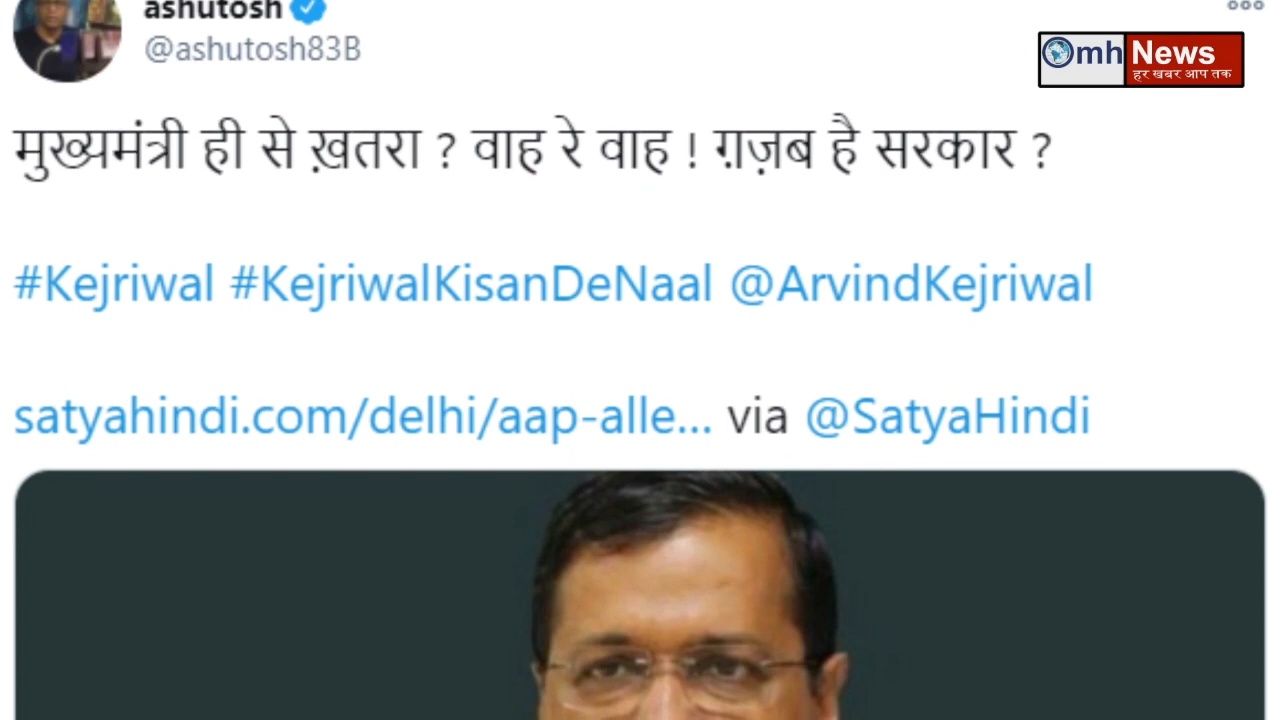 ashutosh
@ashutosh83B
Omh News
हर खबर आप तक
मुख्यमंत्री ही से ख़तरा ? वाह रे वाह ! ग़ज़ब है सरकार ?
#Kejriwal #KejriwalKisanDeNaal @ArvindKejriwal
satyahindi.com/delhi/aap-alle... via @SatyaHindi